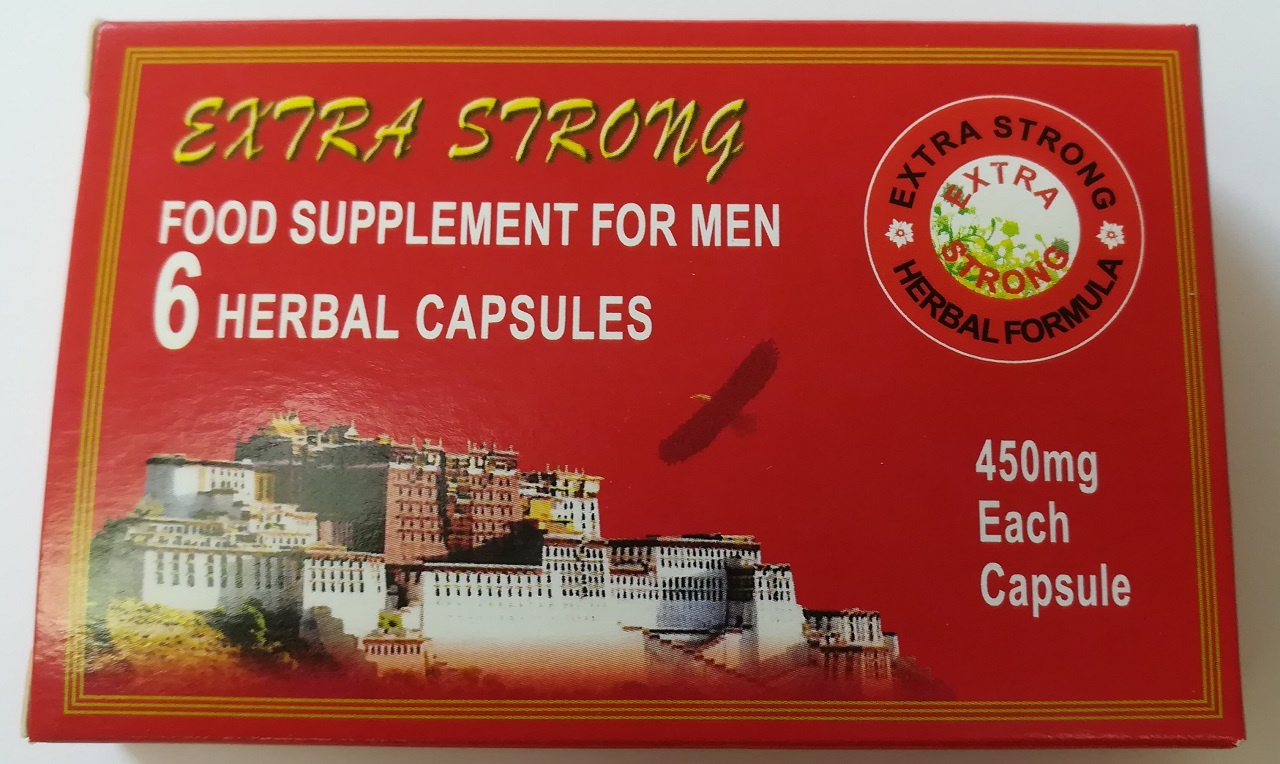 EXTRA STRONG
FOOD SUPPLEMENT FOR MEN
6 HERBAL CAPSULES
EXTRA STRONG
EXTRA
STRONG
HERBAL FORMULA
450mg
Each
Capsule